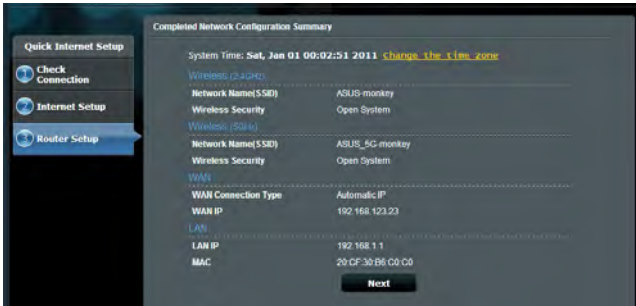 Completed Network Configuration Summary
Quick Internet Setup
1 Check Connection
2 Internet Setup
3 Router Setup
System Time: Sat, Jan 01 00:02:51 2011 Change the time zone
Wireless (2.4GHz)
Network Name(SSID) ASUS-monkey
Wireless Security Open System
Wireless (5GHz)
Network Name(SSID) ASUS_5G-monkey
Wireless Security Open System
WAN
WAN Connection Type Automatic IP
WAN IP 192.168.123.23
LAN
LAN IP 192.168.1.1
MAC 20:CF:30:B6:C0:C0
Next